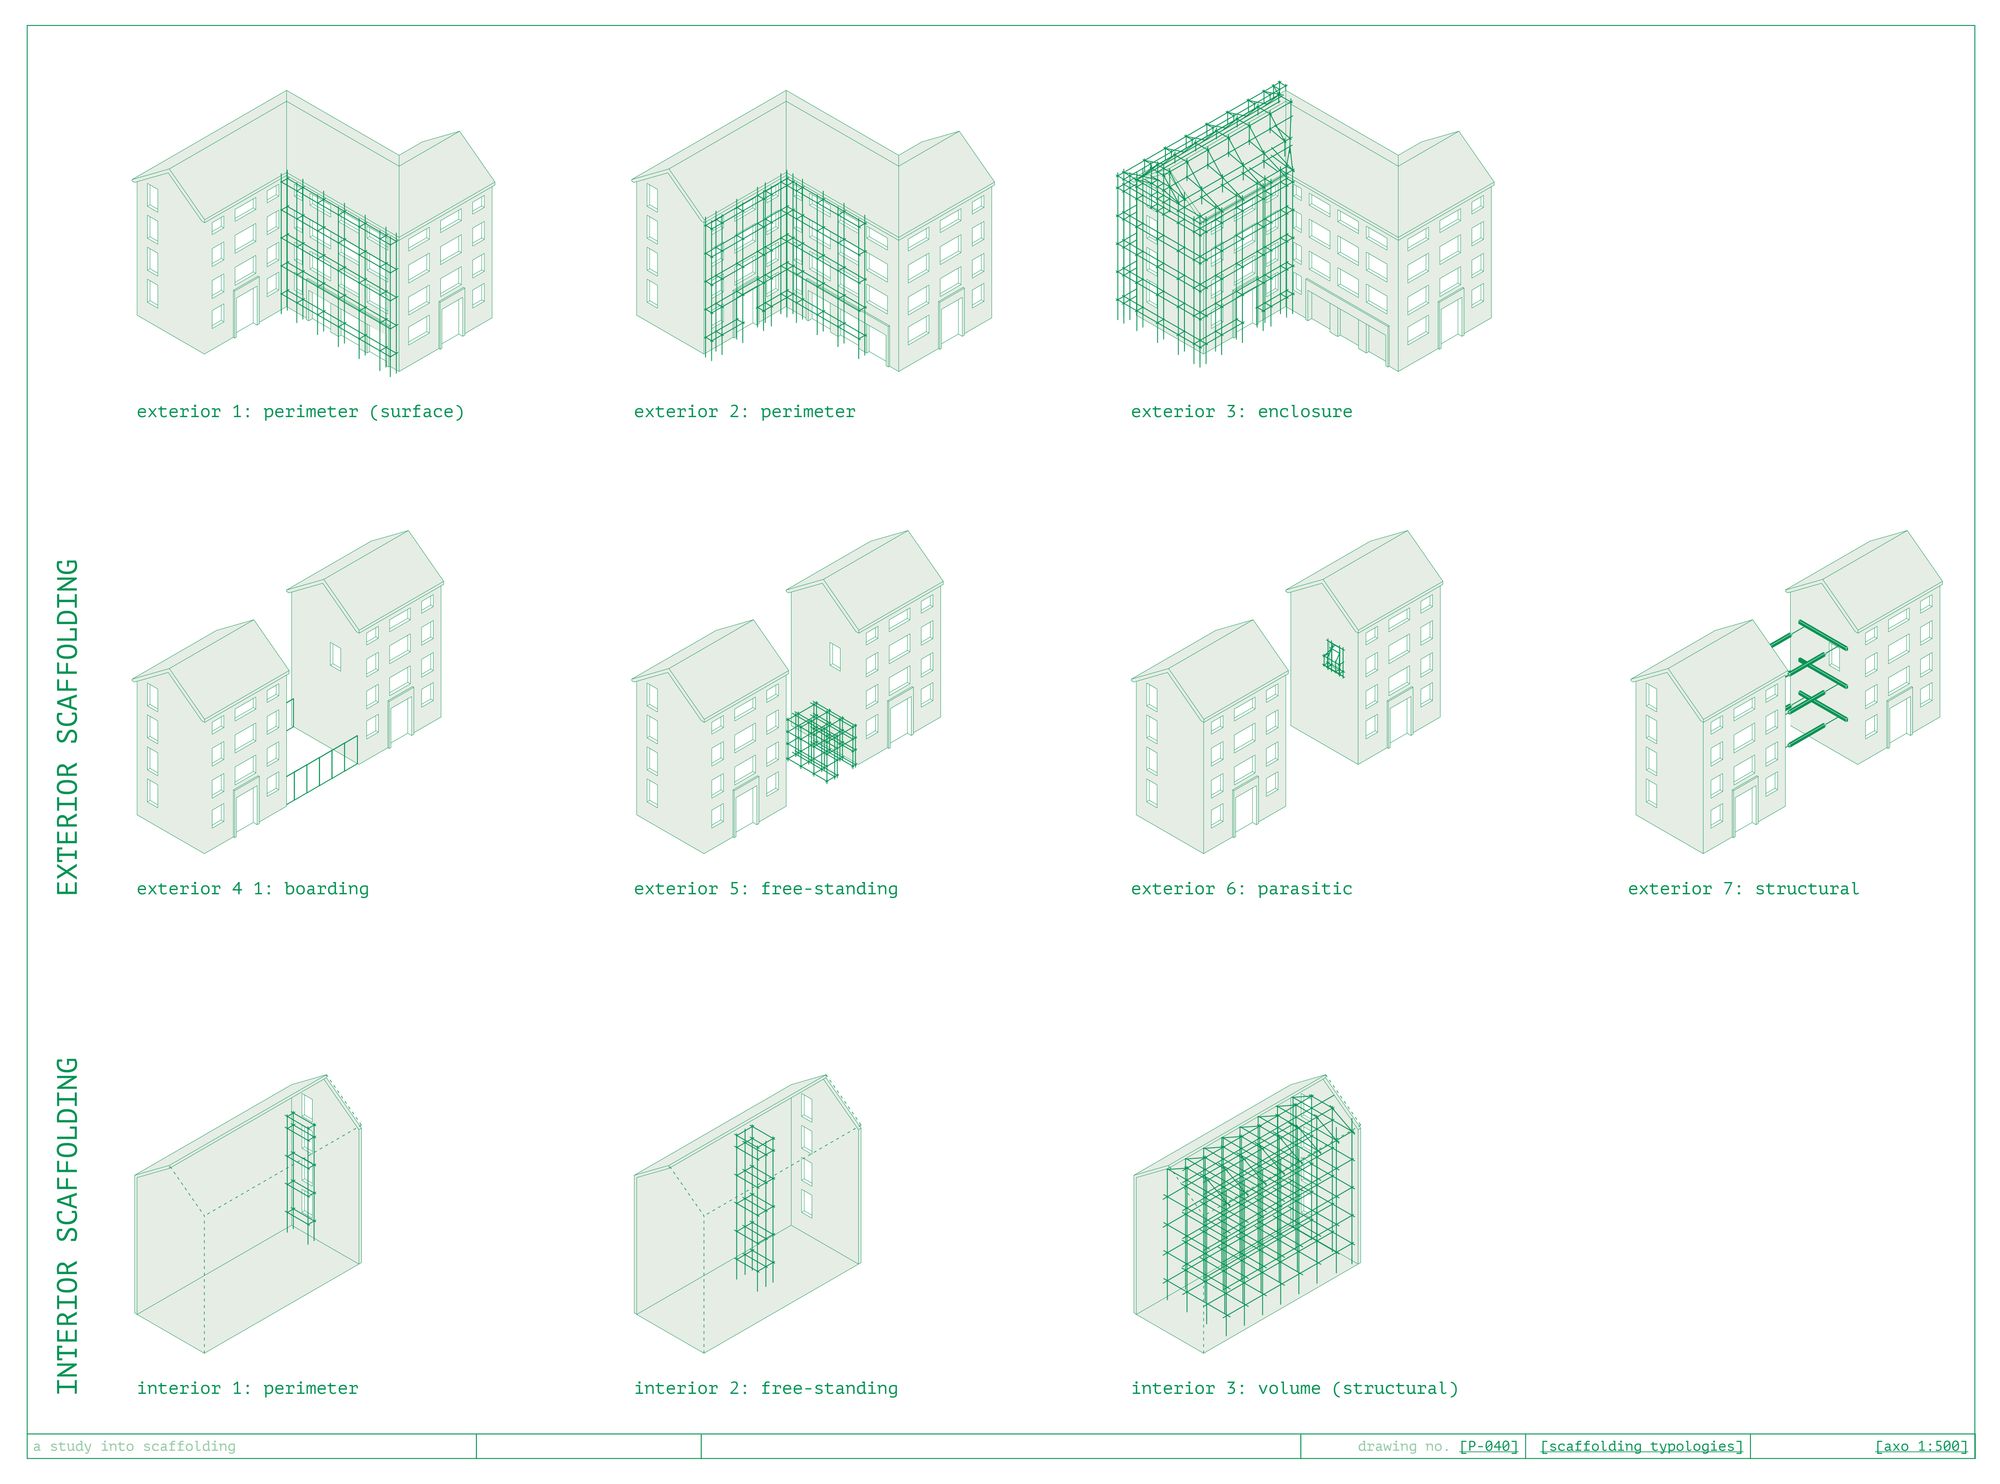 exterior 1: perimeter (surface)
exterior 2: perimeter
exterior 3: enclosure
EXTERIOR SCAFFOLDING
exterior 4 1: boarding
exterior 5: free-standing
exterior 6: parasitic
exterior 7: structural
INTERIOR SCAFFOLDING
interior 1: perimeter
interior 2: free-standing
interior 3: volume (structural)
a study into scaffolding
drawing no. [P-040]
[scaffolding typologies]
[axo 1:500]